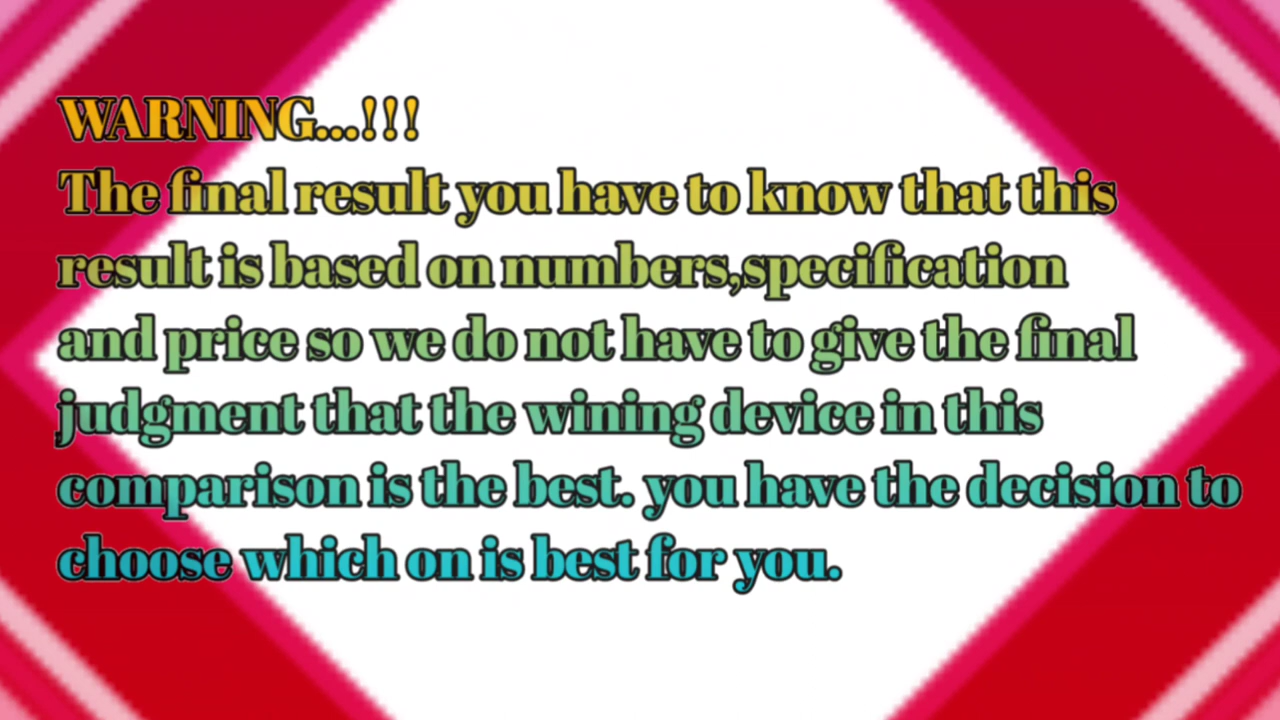 WARNING...!!!
The final result you have to know that this
result is based on numbers,specification
and price so we do not have to give the final
judgment that the wining device in this
comparison is the best. you have the decision to
choose which on is best for you.